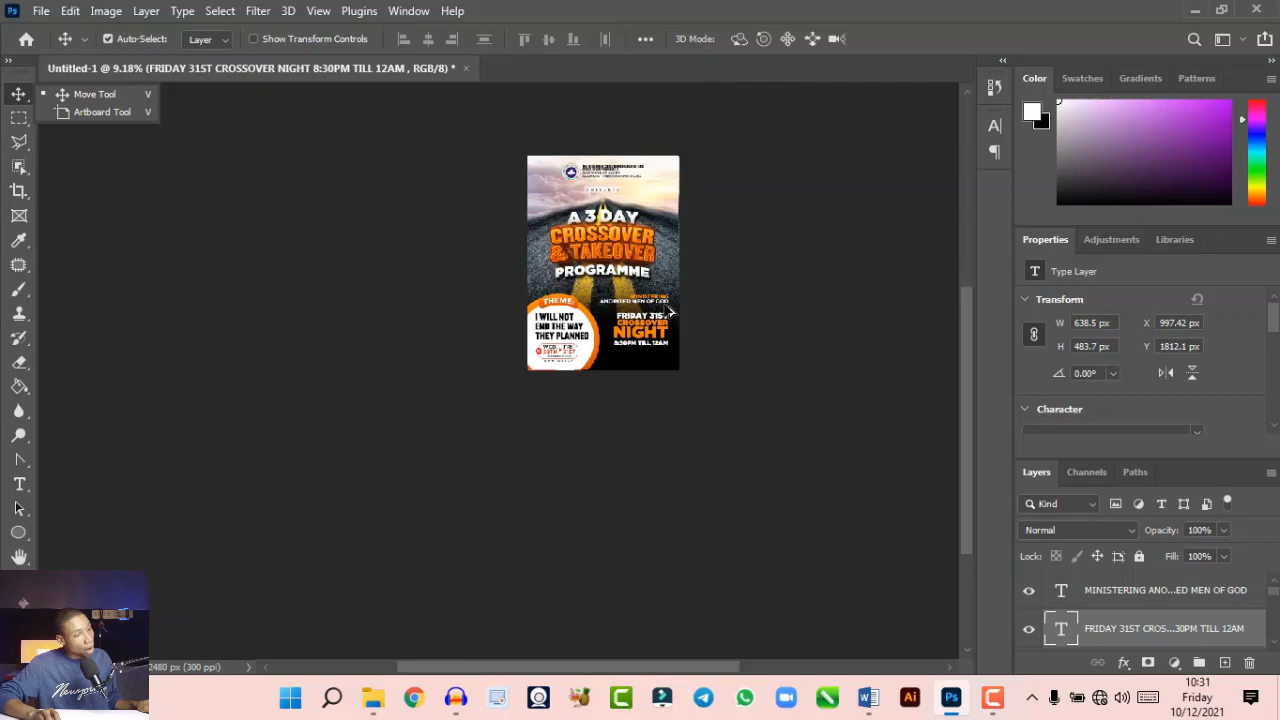 Ps File Edit Image Layer Type Select Filter 3D View Plugins Window Help
Auto-Select: Layer Show Transform Controls 3D Mode:
Untitled-1 @ 9.18% (FRIDAY 31ST CROSSOVER NIGHT 8:30PM TILL 12AM , RGB/8) *
Move Tool V
Artboard Tool V
A 3 DAY
CROSSOVER
& TAKEOVER
PROGRAMME
THEME:
I WILL NOT
END THE WAY
THEY PLANNED
MINISTERING
ANOINTED MEN OF GOD
FRIDAY 31ST
CROSSOVER
NIGHT
8:30PM TILL 12AM
Color Swatches Gradients Patterns
Properties Adjustments Libraries
T Type Layer
Transform
W px X 997.42 px
H 483.7 px Y 1812.1 px
0.00°
Character
Layers Channels Paths
Kind
Normal Opacity: 100%
Lock: Fill: 100%
T MINISTERING ANO...ED MEN OF GOD
T FRIDAY 31ST CROS...30PM TILL 12AM
2480 px (300 ppi)
Ai Ps
10:31
Friday
10/12/2021